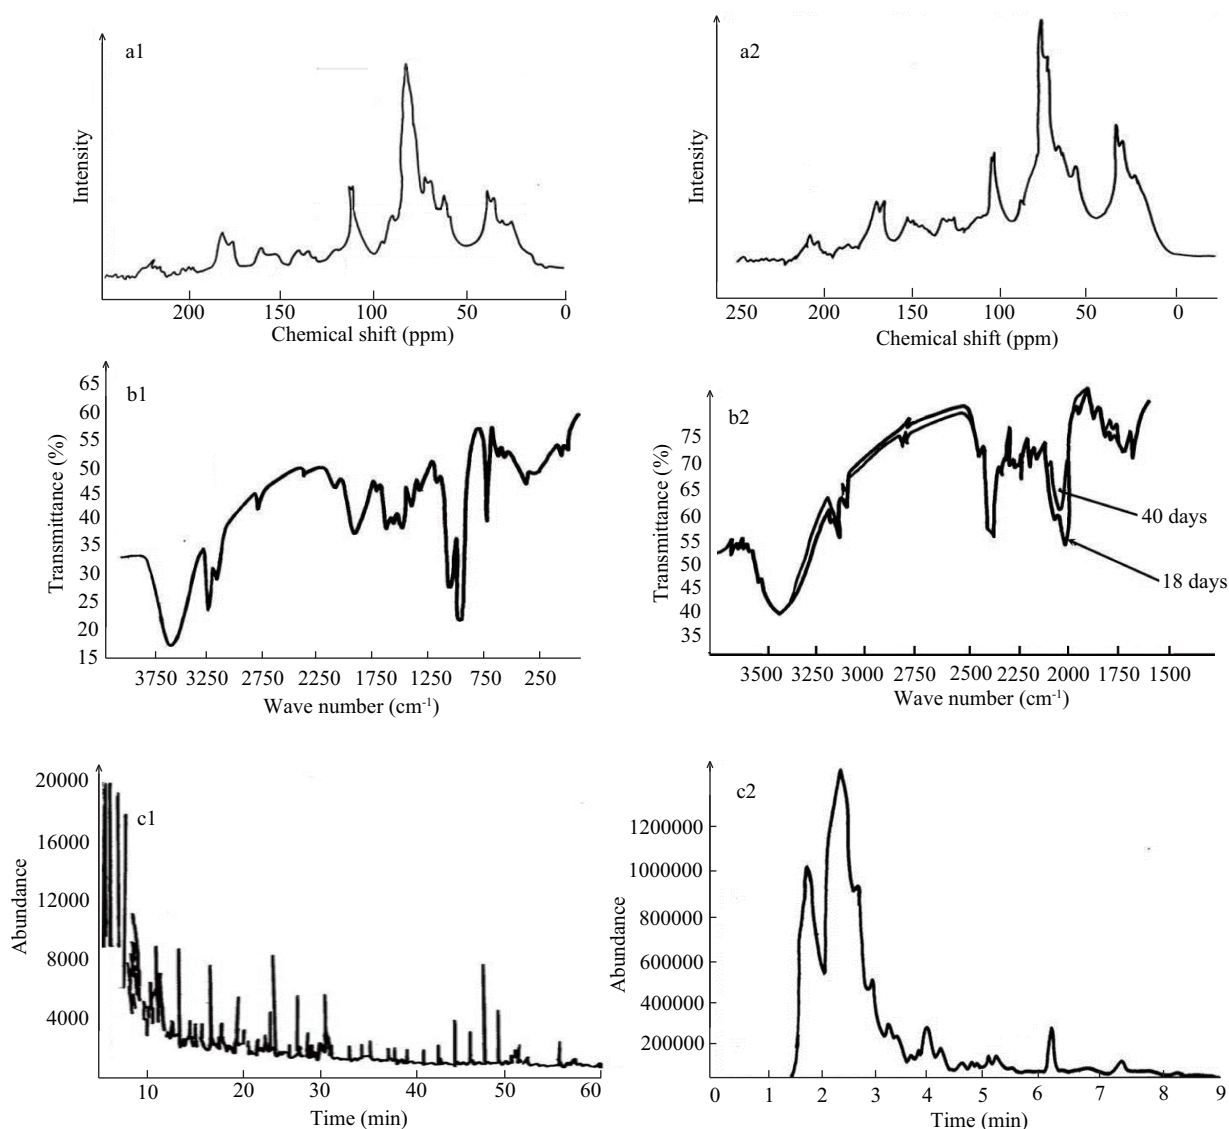 a1
Intensity
200 150 100 50 0
Chemical shift (ppm)
a2
Intensity
250 200 150 100 50 0
Chemical shift (ppm)
b1
Transmittance (%)
65
60
55
50
45
40
35
30
25
20
15
3750 3250 2750 2250 1750 1250 750 250
Wave number (cm-1)
b2
Transmittance (%)
75
70
65
60
55
50
45
40
35
40 days
18 days
3500 3250 3000 2750 2500 2250 2000 1750 1500
Wave number (cm-1)
c1
Abundance
20000
16000
12000
8000
4000
10 20 30 40 50 60
Time (min)
c2
Abundance
1200000
1000000
800000
600000
400000
200000
0 1 2 3 4 5 6 7 8 9
Time (min)